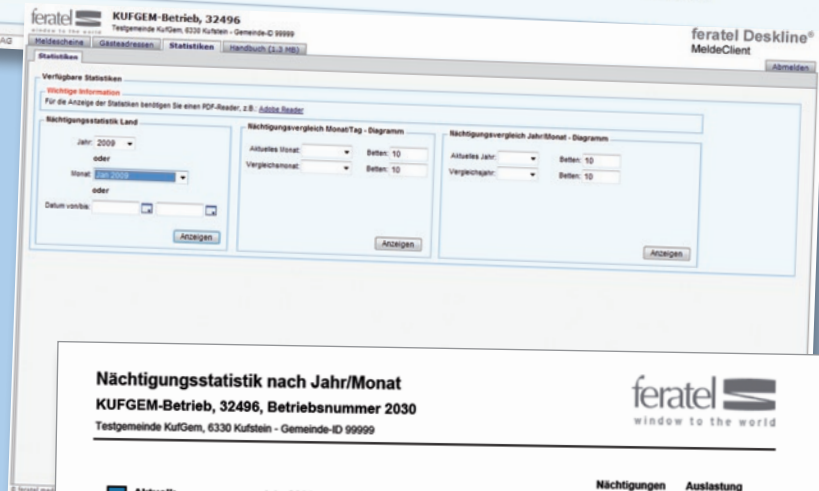 feratel
window to the world
KUFGEM-Betrieb, 32496
Testgemeinde KufGem, 6330 Kufstein - Gemeinde-ID 99999
feratel Deskline®
MeldeClient
AG
Meldescheine Gästeadressen Statistiken Handbuch (1.3 MB)
Abmelden
Statistiken
Verfügbare Statistiken
Wichtige Information
Für die Anzeige der Statistiken benötigen Sie einen PDF-Reader, z.B.: Adobe Reader
Nächtigungsstatistik Land
Jahr: 2009
oder
Monat: Jan 2009
oder
Datum von/bis:
Anzeigen
Nächtigungsvergleich Monat/Tag - Diagramm
Aktuelles Monat: Betten: 10
Vergleichsmonat: Betten: 10
Anzeigen
Nächtigungsvergleich Jahr/Monat - Diagramm
Aktuelles Jahr: Betten: 10
Vergleichsjahr: Betten: 10
Anzeigen
Nächtigungsstatistik nach Jahr/Monat
KUFGEM-Betrieb, 32496, Betriebsnummer 2030
Testgemeinde KufGem, 6330 Kufstein - Gemeinde-ID 99999
feratel
window to the world
Nächtigungen Auslastung